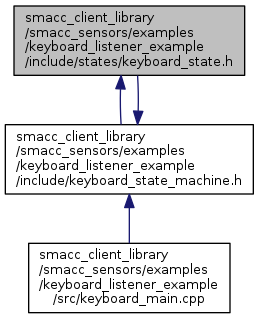 smacc_client_library
/smacc_sensors/examples
/keyboard_listener_example
/include/states/keyboard_state.h
smacc_client_library
/smacc_sensors/examples
/keyboard_listener_example
/include/keyboard_state_machine.h
smacc_client_library
/smacc_sensors/examples
/keyboard_listener_example
/src/keyboard_main.cpp